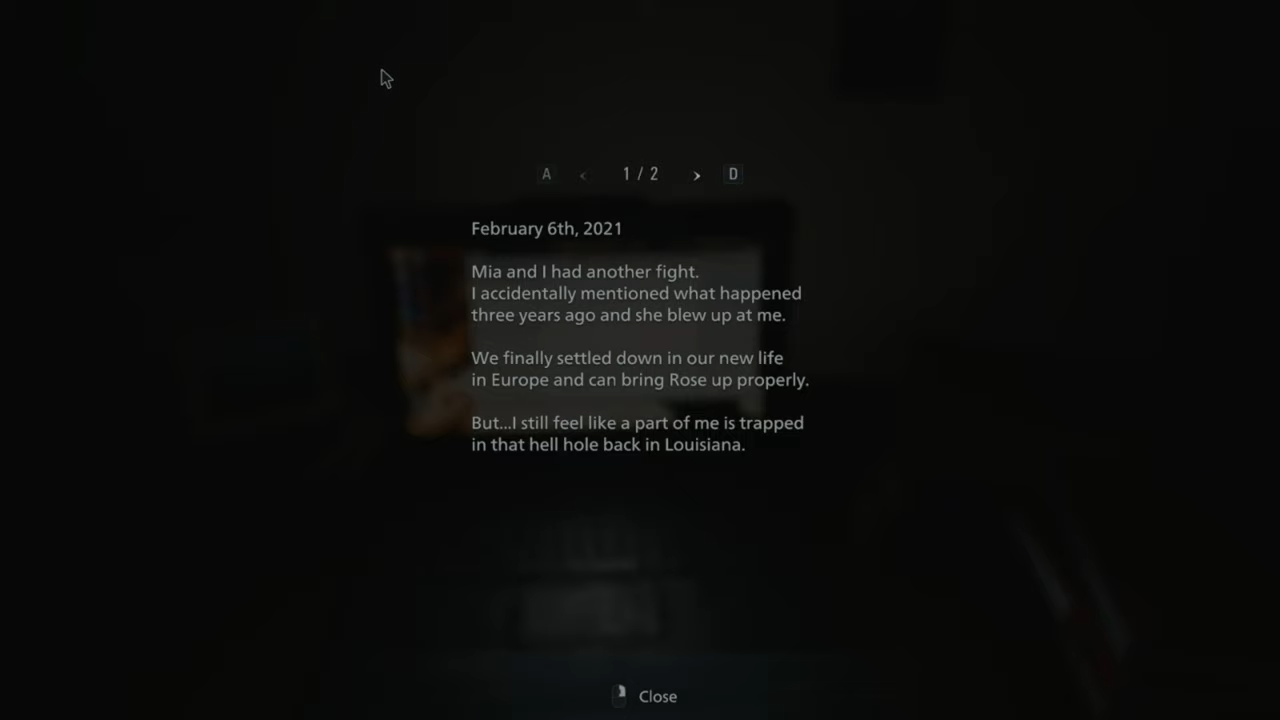 A < 1 / 2 > D
February 6th, 2021
Mia and I had another fight.
I accidentally mentioned what happened
three years ago and she blew up at me.
We finally settled down in our new life
in Europe and can bring Rose up properly.
But...I still feel like a part of me is trapped
in that hell hole back in Louisiana.
Close